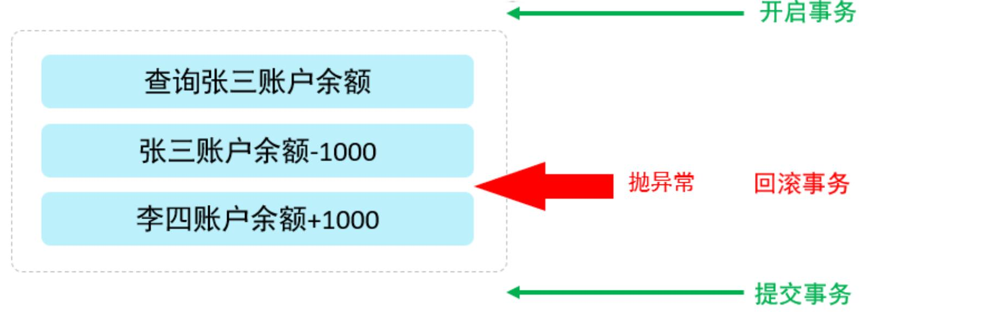 开启事务
查询张三账户余额
张三账户余额-1000
抛异常 回滚事务
李四账户余额+1000
提交事务